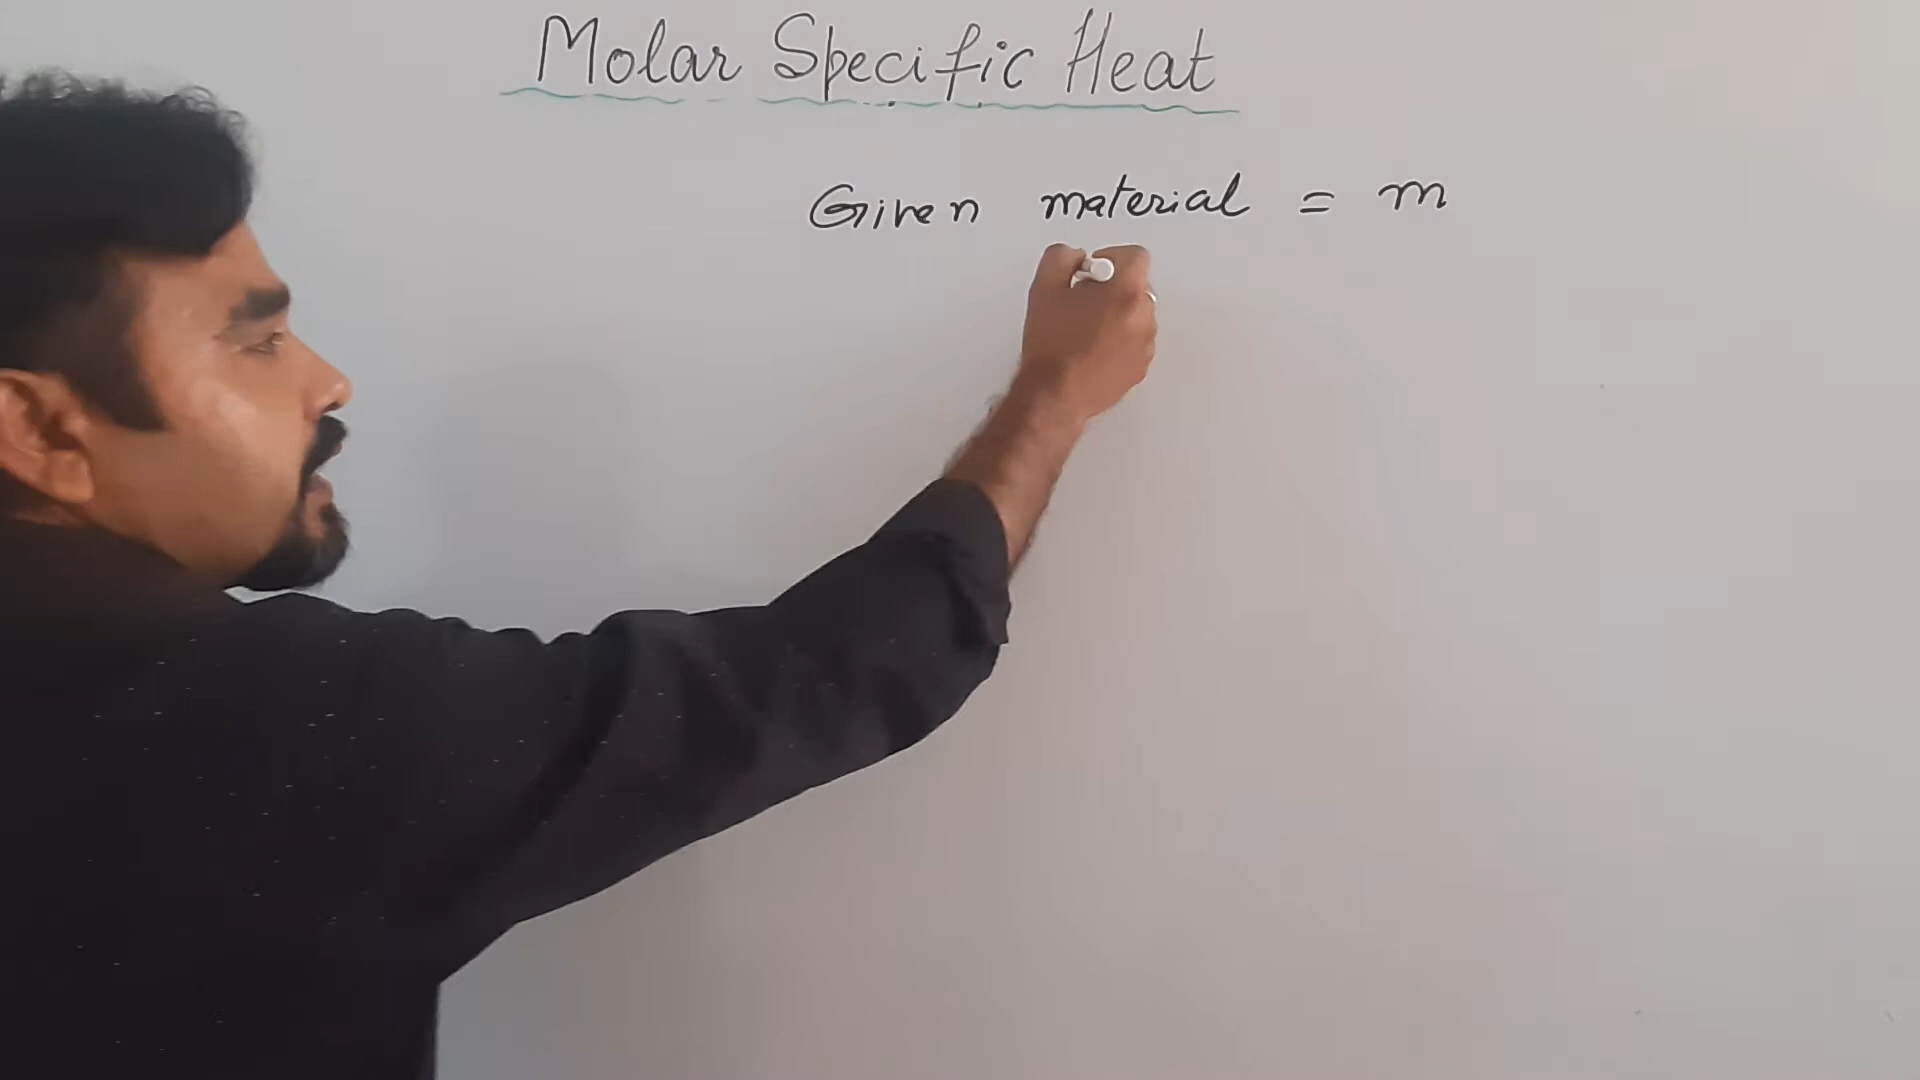 Molar Specific Heat
Given material = m